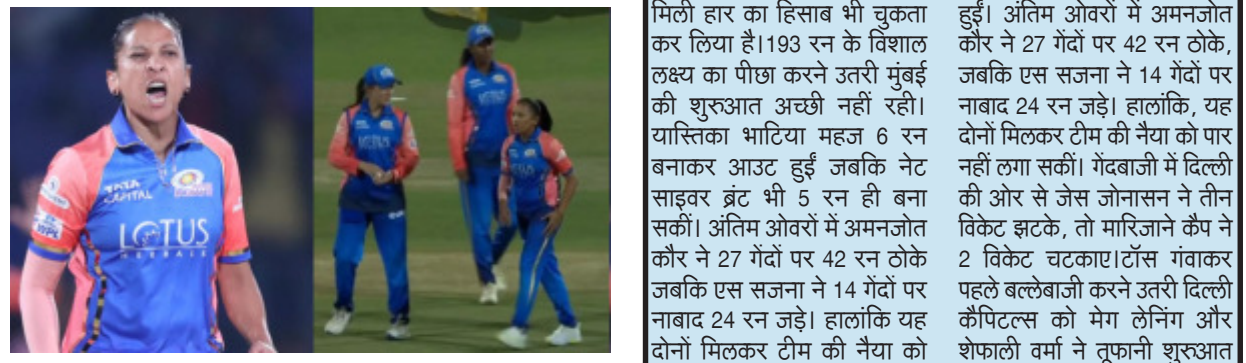 TATA
CAPITAL
LOTUS
HERBALS
WPL
मिली हार का हिसाब भी चुकता
कर लिया है।193 रन के विशाल
लक्ष्य का पीछा करने उतरी मुंबई
की शुरुआत अच्छी नहीं रही।
यास्तिका भाटिया महज 6 रन
बनाकर आउट हुईं जबकि नेट
साइवर ब्रंट भी 5 रन ही बना
सकीं। अंतिम ओवरों में अमनजोत
कौर ने 27 गेंदों पर 42 रन ठोके
जबकि एस सजना ने 14 गेंदों पर
नाबाद 24 रन जड़े। हालांकि यह
दोनों मिलकर टीम की नैया को
हुईं। अंतिम ओवरों में अमनजोत
कौर ने 27 गेंदों पर 42 रन ठोके,
जबकि एस सजना ने 14 गेंदों पर
नाबाद 24 रन जड़े। हालांकि, यह
दोनों मिलकर टीम की नैया को पार
नहीं लगा सकीं। गेंदबाजी में दिल्ली
की ओर से जेस जोनासन ने तीन
विकेट झटके, तो मारिजाने कैप ने
2 विकेट चटकाए।टॉस गंवाकर
पहले बल्लेबाजी करने उतरी दिल्ली
कैपिटल्स को मेग लेनिंग और
शेफाली वर्मा ने तूफानी शुरुआत